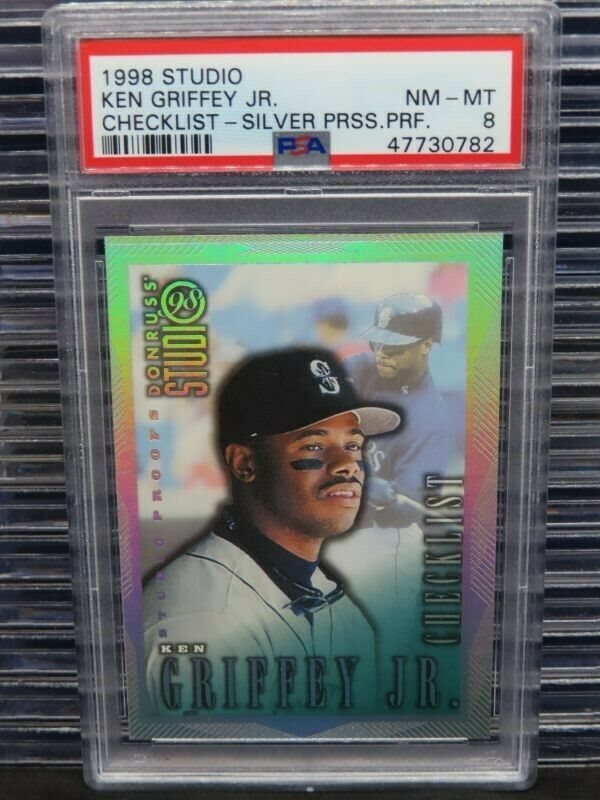 1998 STUDIO
KEN GRIFFEY JR. NM - MT
CHECKLIST - SILVER PRSS.PRF. 8
PSA 47730782
DONRUSS
STUDIO 98
STUDIO PROOFS
S
S
CHECKLIST
KEN
GRIFFEY JR.